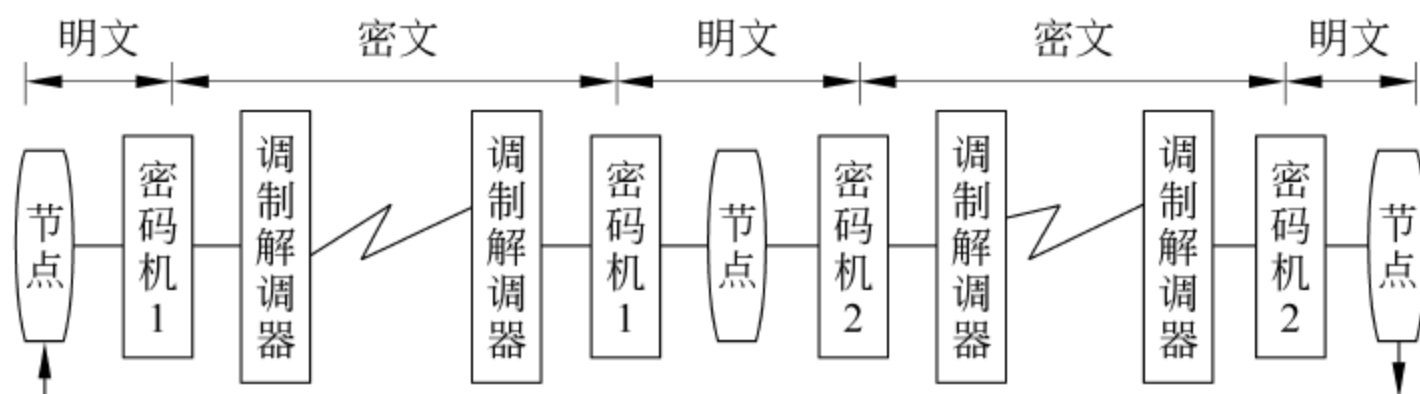 明文 密文 明文 密文 明文
节点
密码机1
调制解调器
调制解调器
密码机1
节点
密码机2
调制解调器
调制解调器
密码机2
节点